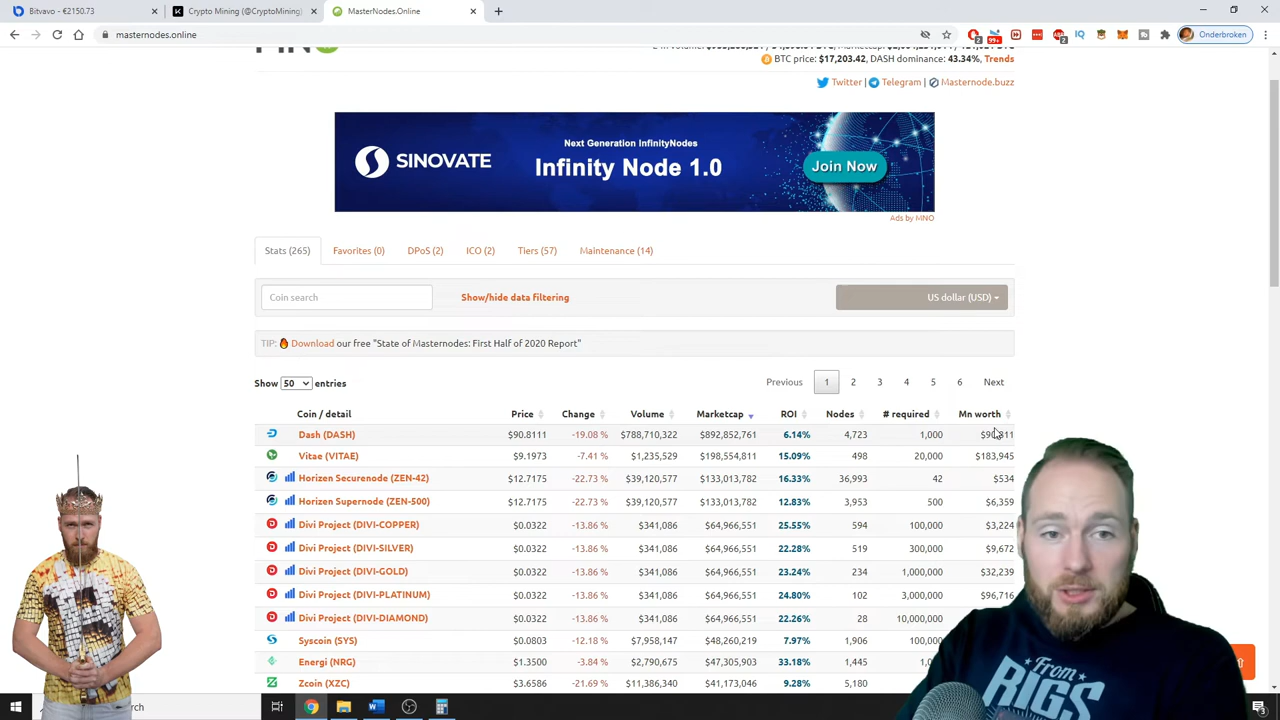 Bitvavo - €2150.73
Crypto Mining (@CryptoMining
MasterNodes.Online
masternodes.online
99+
Onderbroken
BTC price: $17,203.42, DASH dominance: 43.34%, Trends
Twitter | Telegram | Masternode.buzz
SINOVATE
Next Generation InfinityNodes
Infinity Node 1.0
Join Now
Ads by MNO
Stats (265) Favorites (0) DPoS (2) ICO (2) Tiers (57) Maintenance (14)
Coin search Show/hide data filtering US dollar (USD)
TIP: Download our free "State of Masternodes: First Half of 2020 Report"
Show 50 entries Previous 1 2 3 4 5 6 Next
Coin / detail Price Change Volume Marketcap ROI Nodes # required Mn worth
Dash (DASH) $90.8111 -19.08 % $788,710,322 $892,852,761 6.14% 4,723 1,000
Vitae (VITAE) $9.1973 -7.41 % $1,235,529 $198,554,811 15.09% 498 20,000 $183,945
Horizen Securenode (ZEN-42) $12.7175 -22.73 % $39,120,577 $133,013,782 16.33% 36,993 42 $534
Horizen Supernode (ZEN-500) $12.7175 -22.73 % $39,120,577 $133,013,782 12.83% 3,953 500 $6,359
Divi Project (DIVI-COPPER) $0.0322 -13.86 % $341,086 $64,966,551 25.55% 594 100,000 $3,224
Divi Project (DIVI-SILVER) $0.0322 -13.86 % $341,086 $64,966,551 22.28% 519 300,000 $9,672
Divi Project (DIVI-GOLD) $0.0322 -13.86 % $341,086 $64,966,551 23.24% 234 1,000,000 $32,239
Divi Project (DIVI-PLATINUM) $0.0322 -13.86 % $341,086 $64,966,551 24.80% 102 3,000,000 $96,716
Divi Project (DIVI-DIAMOND) $0.0322 -13.86 % $341,086 $64,966,551 22.26% 28 10,000,000
Syscoin (SYS) $0.0803 -12.18 % $7,958,147 $48,260,219 7.97% 1,906 100,000
Energi (NRG) $1.3500 -3.84 % $2,790,675 $47,305,903 33.18% 1,445
Zcoin (XZC) $3.6586 -21.69 % $11,386,340 $41,173,046 9.28% 5,180
From
RIGS